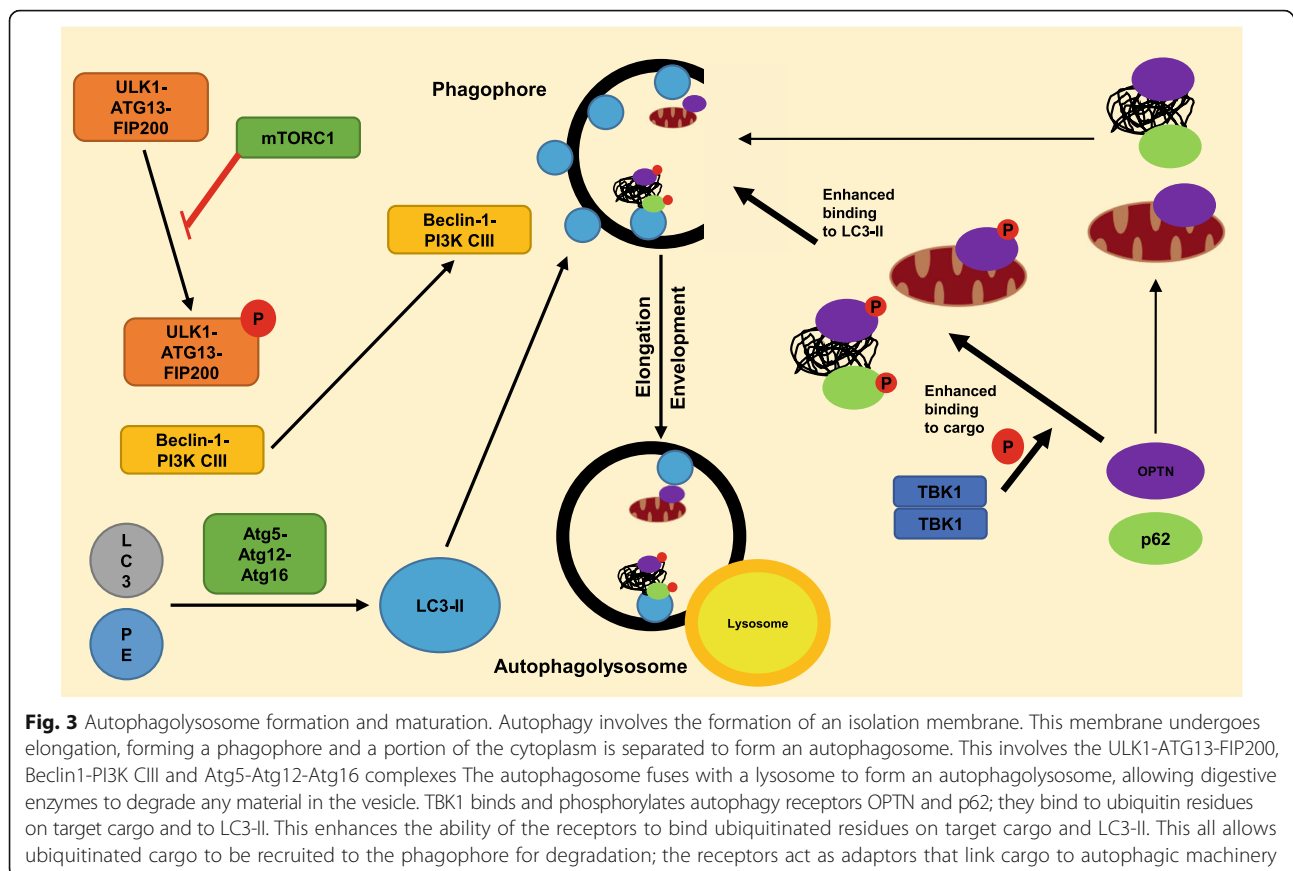 ULK1-
ATG13-
FIP200
mTORC1
Phagophore
Beclin-1-
PI3K CIII
Enhanced
binding
to LC3-II
P
P
P
ULK1-
ATG13-
FIP200
P
Elongation
Envelopment
Enhanced
binding
to cargo
P
Beclin-1-
PI3K CIII
OPTN
TBK1
TBK1
p62
L
C
3
Atg5-
Atg12-
Atg16
LC3-II
P
E
Lysosome
Autophagolysosome
Fig. 3 Autophagolysosome formation and maturation. Autophagy involves the formation of an isolation membrane. This membrane undergoes
elongation, forming a phagophore and a portion of the cytoplasm is separated to form an autophagosome. This involves the ULK1-ATG13-FIP200,
Beclin1-PI3K CIII and Atg5-Atg12-Atg16 complexes The autophagosome fuses with a lysosome to form an autophagolysosome, allowing digestive
enzymes to degrade any material in the vesicle. TBK1 binds and phosphorylates autophagy receptors OPTN and p62; they bind to ubiquitin residues
on target cargo and to LC3-II. This enhances the ability of the receptors to bind ubiquitinated residues on target cargo and LC3-II. This all allows
ubiquitinated cargo to be recruited to the phagophore for degradation; the receptors act as adaptors that link cargo to autophagic machinery